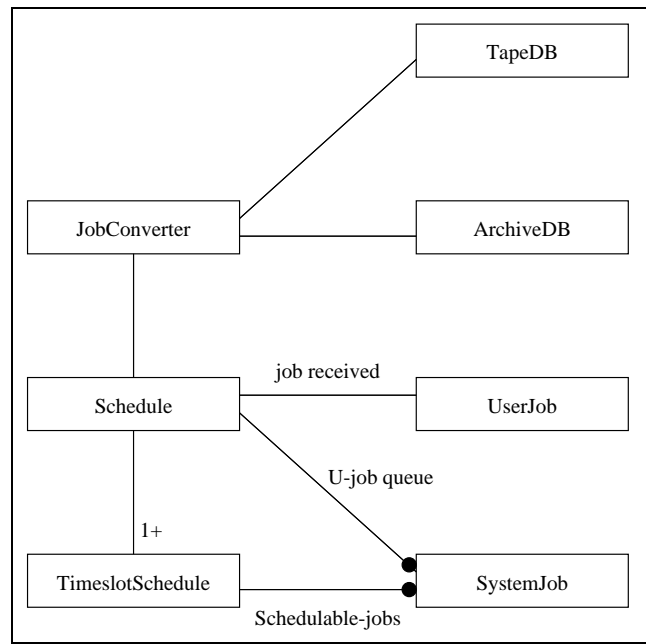 TapeDB
JobConverter
ArchiveDB
job received
Schedule
UserJob
U-job queue
1+
TimeslotSchedule
SystemJob
Schedulable-jobs